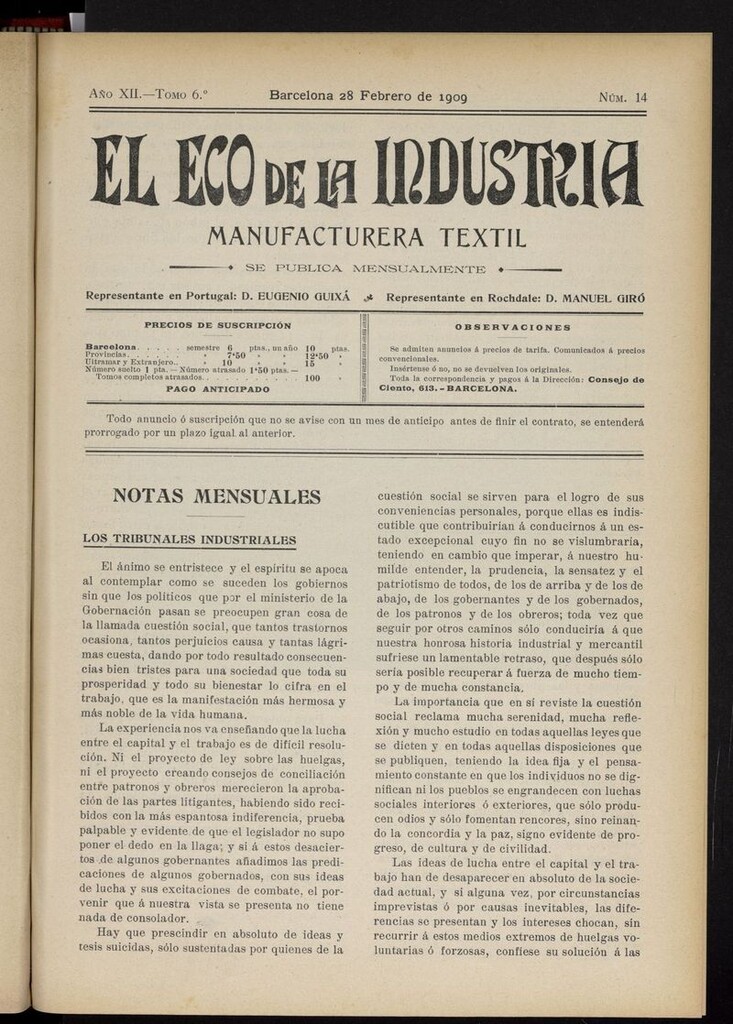 Año XII.—Tomo 6.º
Barcelona 28 Febrero de 1909
Núm. 14
EL ECO DE LA INDUSTRIA
MANUFACTURERA TEXTIL
SE PUBLICA MENSUALMENTE
Representante en Portugal: D. EUGENIO GUIXÁ
Representante en Rochdale: D. MANUEL GIRÓ
PRECIOS DE SUSCRIPCIÓN
Barcelona. . . . . . semestre 6 ptas., un año 10 ptas.
Provincias. . . . . . » 7'50 » » 12'50 »
Ultramar y Extranjero. . » 10 » » 15 »
Número suelto 1 pta. — Número atrasado 1'50 ptas. —
Tomos completos atrasados. . . . . . . . . . 100 »
PAGO ANTICIPADO
OBSERVACIONES
Se admiten anuncios á precios de tarifa. Comunicados á precios
convencionales.
Insértense ó no, no se devuelven los originales.
Toda la correspondencia y pagos á la Dirección: Consejo de
Ciento, 613. - BARCELONA.
Todo anuncio ó suscripción que no se avise con un mes de anticipo antes de finir el contrato, se entenderá
prorrogado por un plazo igual al anterior.
NOTAS MENSUALES
LOS TRIBUNALES INDUSTRIALES
El ánimo se entristece y el espíritu se apoca
al contemplar como se suceden los gobiernos
sin que los políticos que por el ministerio de la
Gobernación pasan se preocupen gran cosa de
la llamada cuestión social, que tantos trastornos
ocasiona, tantos perjuicios causa y tantas lágri-
mas cuesta, dando por todo resultado consecuen-
cias bien tristes para una sociedad que toda su
prosperidad y todo su bienestar lo cifra en el
trabajo, que es la manifestación más hermosa y
más noble de la vida humana.
La experiencia nos va enseñando que la lucha
entre el capital y el trabajo es de difícil resolu-
ción. Ni el proyecto de ley sobre las huelgas,
ni el proyecto creando consejos de conciliación
entre patronos y obreros merecieron la aproba-
ción de las partes litigantes, habiendo sido reci-
bidos con la más espantosa indiferencia, prueba
palpable y evidente de que el legislador no supo
poner el dedo en la llaga; y si á estos desacier-
tos de algunos gobernantes añadimos las predi-
caciones de algunos gobernados, con sus ideas
de lucha y sus excitaciones de combate, el por-
venir que á nuestra vista se presenta no tiene
nada de consolador.
Hay que prescindir en absoluto de ideas y
tesis suicidas, sólo sustentadas por quienes de la
cuestión social se sirven para el logro de sus
conveniencias personales, porque ellas es indis-
cutible que contribuirían á conducirnos á un es-
tado excepcional cuyo fin no se vislumbraría,
teniendo en cambio que imperar, á nuestro hu-
milde entender, la prudencia, la sensatez y el
patriotismo de todos, de los de arriba y de los de
abajo, de los gobernantes y de los gobernados,
de los patronos y de los obreros; toda vez que
seguir por otros caminos sólo conduciría á que
nuestra honrosa historia industrial y mercantil
sufriese un lamentable retraso, que después sólo
sería posible recuperar á fuerza de mucho tiem-
po y de mucha constancia.
La importancia que en sí reviste la cuestión
social reclama mucha serenidad, mucha refle-
xión y mucho estudio en todas aquellas leyes que
se dicten y en todas aquellas disposiciones que
se publiquen, teniendo la idea fija y el pensa-
miento constante en que los individuos no se dig-
nifican ni los pueblos se engrandecen con luchas
sociales interiores ó exteriores, que sólo produ-
cen odios y sólo fomentan rencores, sino reinan-
do la concordia y la paz, signo evidente de pro-
greso, de cultura y de civilidad.
Las ideas de lucha entre el capital y el tra-
bajo han de desaparecer en absoluto de la socie-
dad actual, y si alguna vez, por circunstancias
imprevistas ó por causas inevitables, las dife-
rencias se presentan y los intereses chocan, sin
recurrir á estos medios extremos de huelgas vo-
luntarias ó forzosas, confiese su solución á las